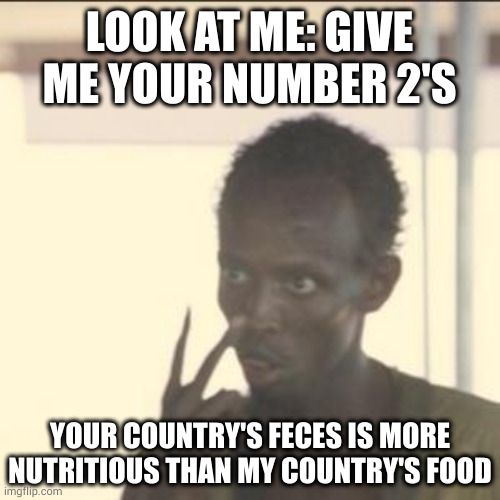 LOOK AT ME: GIVE
ME YOUR NUMBER 2'S
YOUR COUNTRY'S FECES IS MORE
NUTRITIOUS THAN MY COUNTRY'S FOOD
imgflip.com